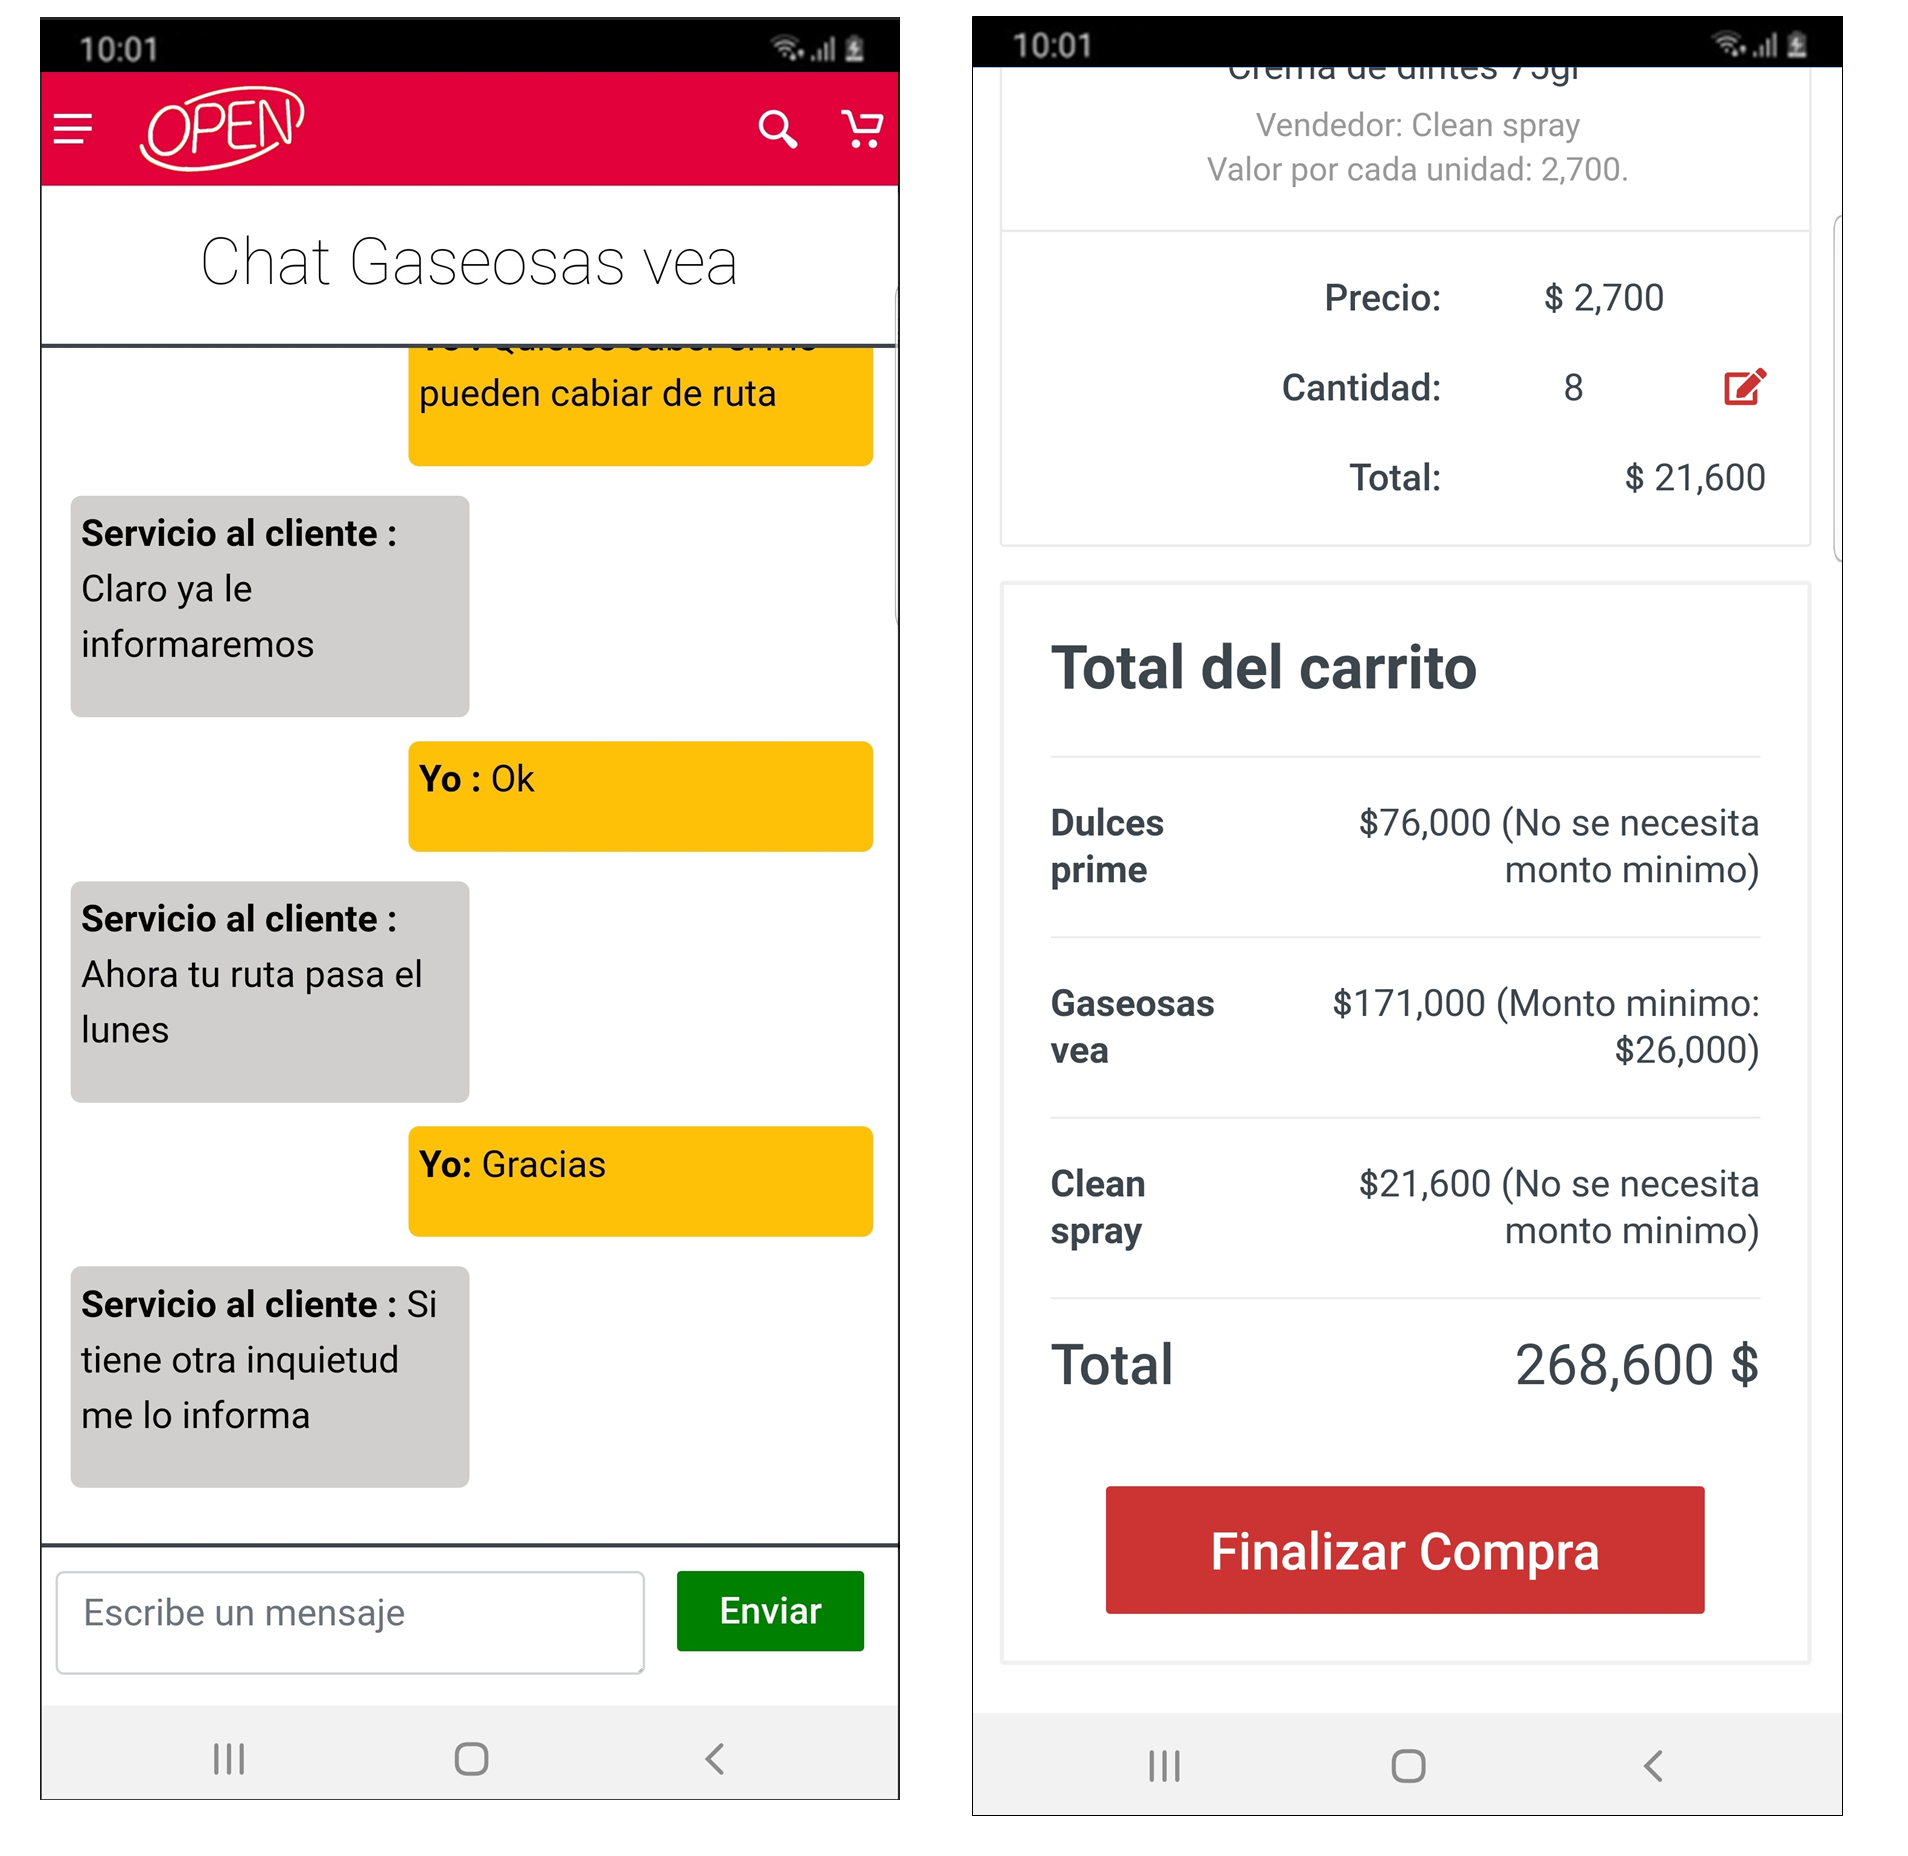 10:01
OPEN
Chat Gaseosas vea
pueden cabiar de ruta
Servicio al cliente :
Claro ya le
informaremos
Yo : Ok
Servicio al cliente :
Ahora tu ruta pasa el
lunes
Yo: Gracias
Servicio al cliente : Si
tiene otra inquietud
me lo informa
Escribe un mensaje
Enviar
10:01
Crema de dintes 75gr
Vendedor: Clean spray
Valor por cada unidad: 2,700.
Precio: $ 2,700
Cantidad: 8
Total: $ 21,600
Total del carrito
Dulces prime $76,000 (No se necesita
monto minimo)
Gaseosas vea $171,000 (Monto minimo:
$26,000)
Clean spray $21,600 (No se necesita
monto minimo)
Total 268,600 $
Finalizar Compra